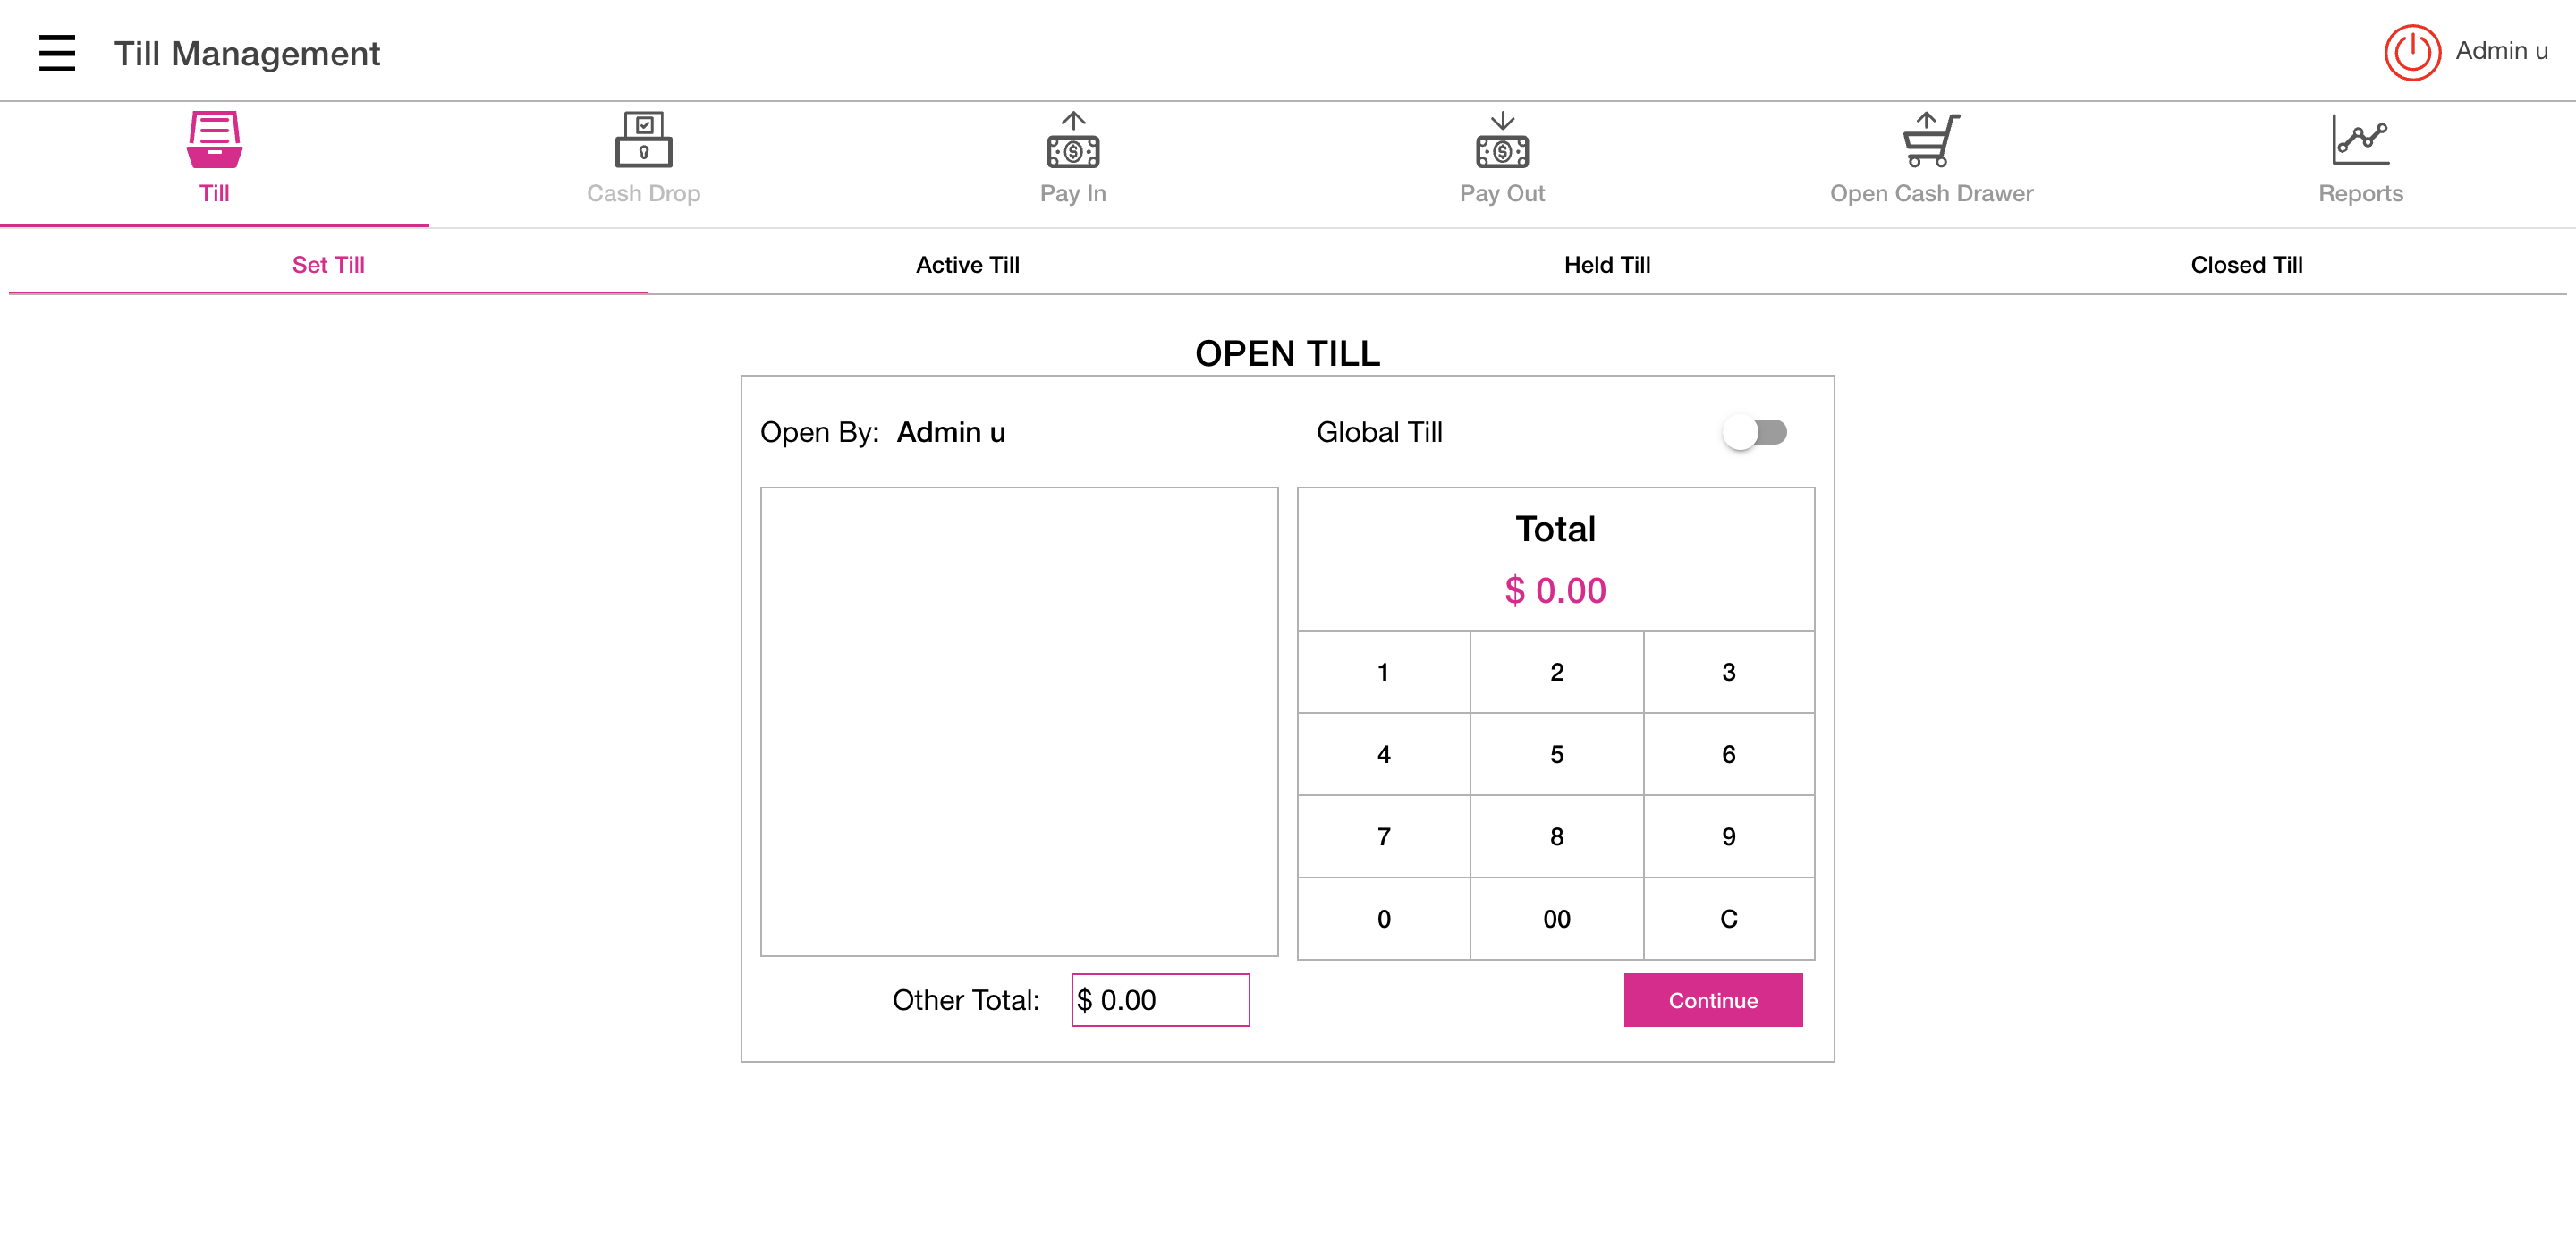 Till Management
Admin u
Till
Cash Drop
Pay In
Pay Out
Open Cash Drawer
Reports
Set Till
Active Till
Held Till
Closed Till
OPEN TILL
Open By: Admin u
Global Till
Total
$ 0.00
1 2 3
4 5 6
7 8 9
0 00 C
Other Total: $ 0.00
Continue